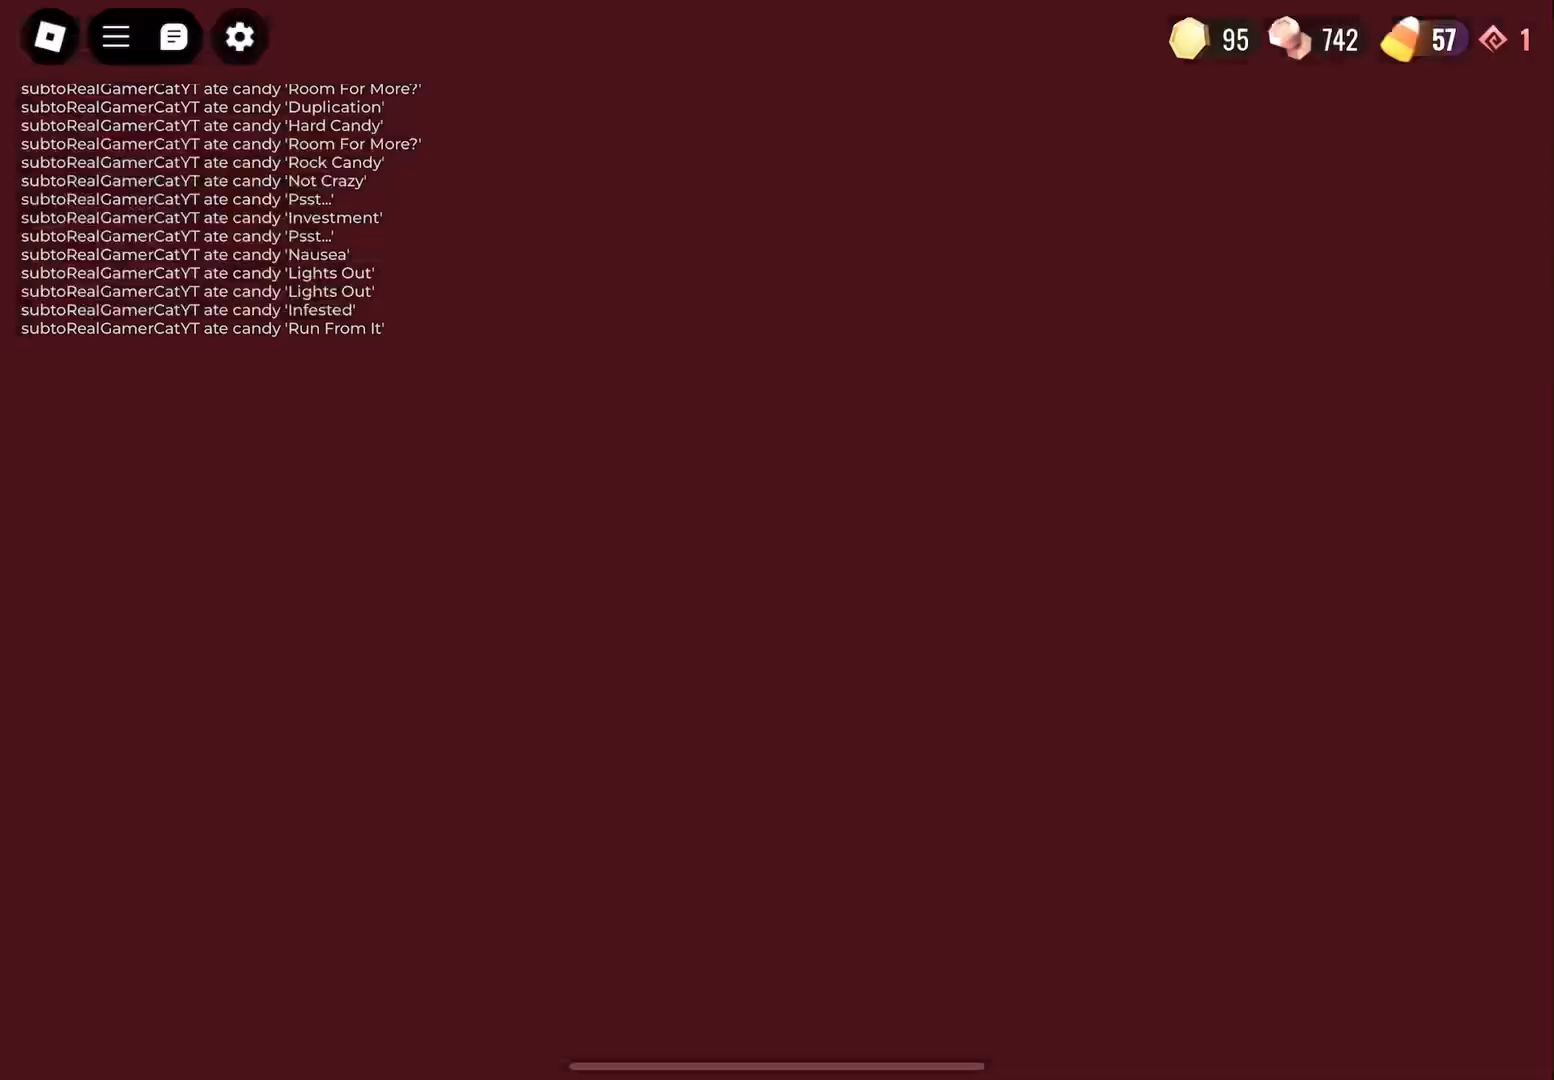 95 742 57 1
subtoRealGamerCatYT ate candy 'Room For More?'
subtoRealGamerCatYT ate candy 'Duplication'
subtoRealGamerCatYT ate candy 'Hard Candy'
subtoRealGamerCatYT ate candy 'Room For More?'
subtoRealGamerCatYT ate candy 'Rock Candy'
subtoRealGamerCatYT ate candy 'Not Crazy'
subtoRealGamerCatYT ate candy 'Psst...'
subtoRealGamerCatYT ate candy 'Investment'
subtoRealGamerCatYT ate candy 'Psst...'
subtoRealGamerCatYT ate candy 'Nausea'
subtoRealGamerCatYT ate candy 'Lights Out'
subtoRealGamerCatYT ate candy 'Lights Out'
subtoRealGamerCatYT ate candy 'Infested'
subtoRealGamerCatYT ate candy 'Run From It'